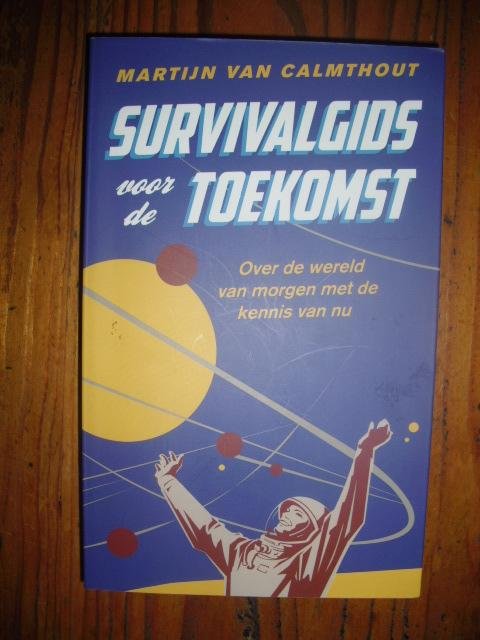 MARTIJN VAN CALMTHOUT
SURVIVALGIDS
voor de TOEKOMST
Over de wereld
van morgen met de
kennis van nu